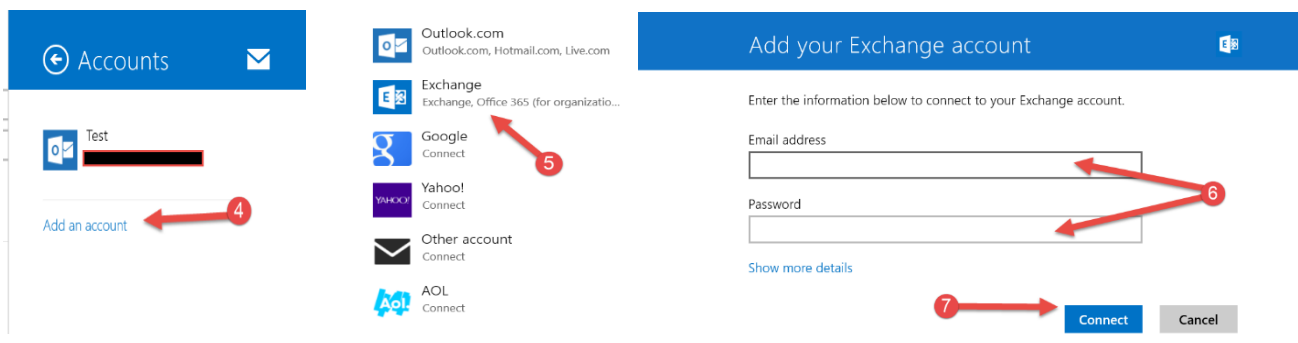 Accounts
Test
4
Add an account
Outlook.com
Outlook.com, Hotmail.com, Live.com
Exchange
Exchange, Office 365 (for organizatio...
5
Google
Connect
Yahoo!
Connect
Other account
Connect
AOL
Connect
o
E
g
YAHOO!
Aol.
Add your Exchange account
E
Enter the information below to connect to your Exchange account.
Email address
6
Password
Show more details
7
Connect
Cancel